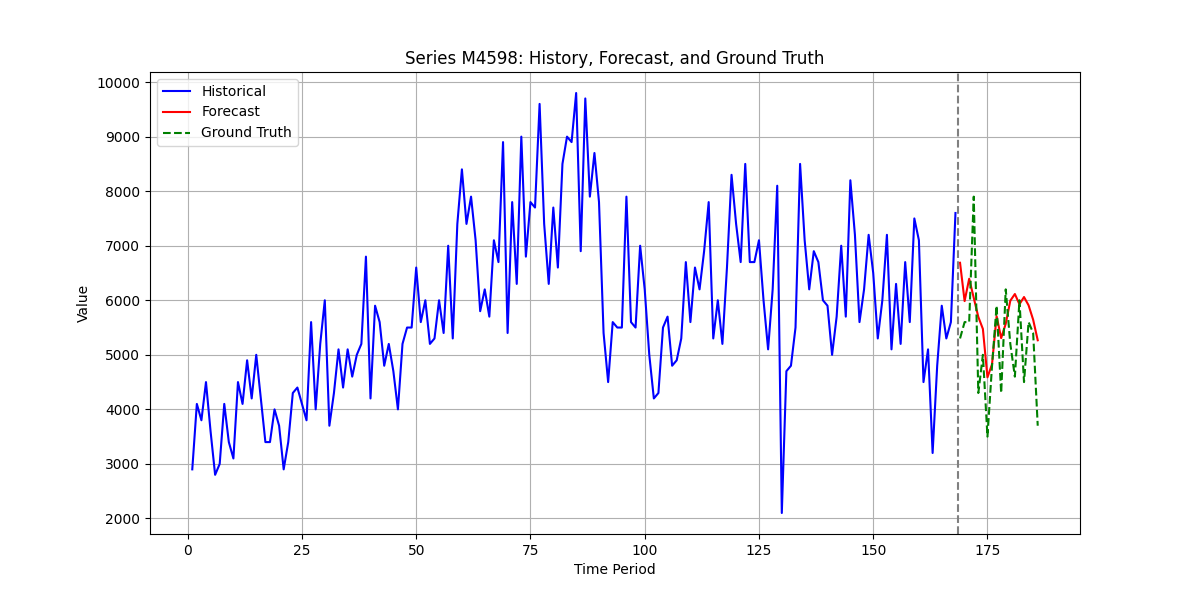 Series M4598: History, Forecast, and Ground Truth
Historical
Forecast
Ground Truth
10000
9000
8000
7000
6000
5000
4000
3000
2000
Value
0 25 50 75 100 125 150 175
Time Period